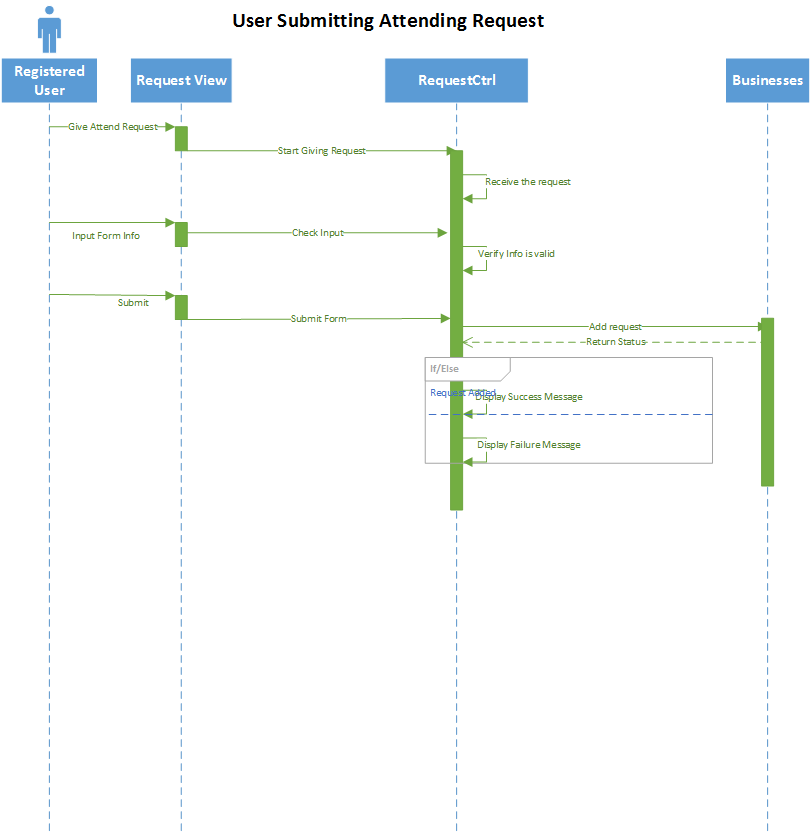 User Submitting Attending Request
Registered
User
Request View
RequestCtrl
Businesses
Give Attend Request
Start Giving Request
Receive the request
Input Form Info
Check Input
Verify Info is valid
Submit
Submit Form
Add request
Return Status
If/Else
Request Added
Display Success Message
Display Failure Message